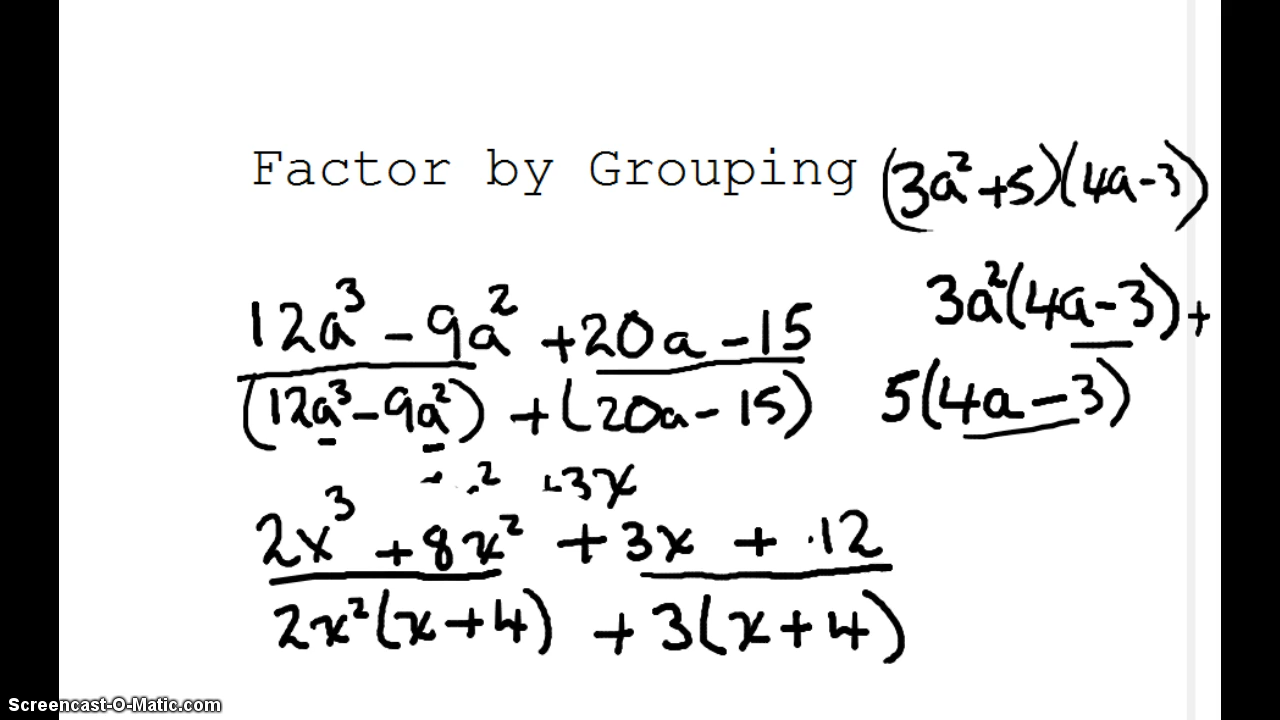 Factor by Grouping
(3a²+5)(4a-3)
12a³ - 9a² + 20a - 15
3a²(4a-3) +
(12a³-9a²) + (20a - 15)
5(4a-3)
² +3x
2x³ + 8x² + 3x + 12
2x²(x+4) + 3(x+4)
Screencast-O-Matic.com